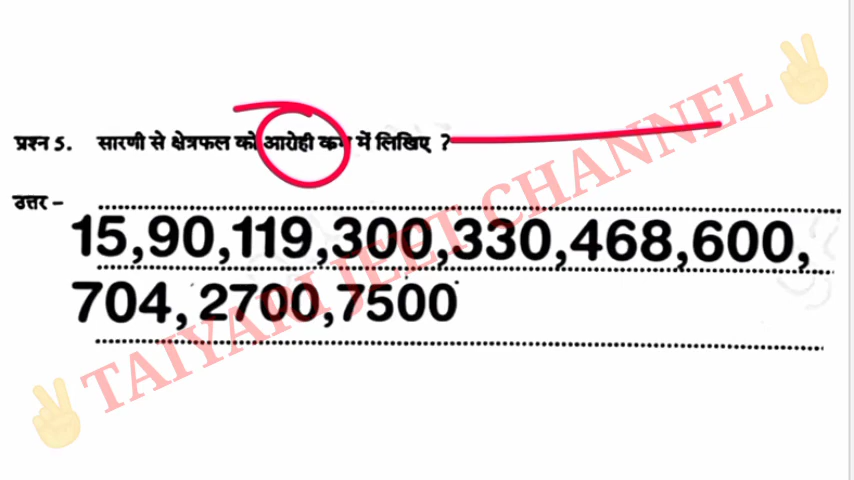 प्रश्न 5. सारणी से क्षेत्रफल को आरोही क्रम में लिखिए ?
उत्तर –
15,90,119,300,330,468,600,
704, 2700,7500
TAIYARI JEET CHANNEL